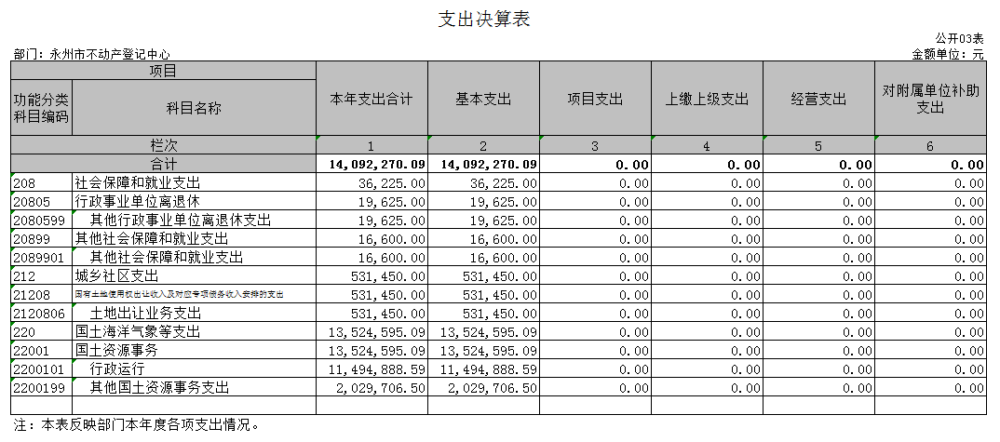 支出决算表
公开03表
部门：永州市不动产登记中心 金额单位：元
项目 本年支出合计 基本支出 项目支出 上缴上级支出 经营支出 对附属单位补助支出
功能分类科目编码 科目名称
栏次 1 2 3 4 5 6
合计 14,092,270.09 14,092,270.09 0.00 0.00 0.00 0.00
208 社会保障和就业支出 36,225.00 36,225.00 0.00 0.00 0.00 0.00
20805 行政事业单位离退休 19,625.00 19,625.00 0.00 0.00 0.00 0.00
2080599 其他行政事业单位离退休支出 19,625.00 19,625.00 0.00 0.00 0.00 0.00
20899 其他社会保障和就业支出 16,600.00 16,600.00 0.00 0.00 0.00 0.00
2089901 其他社会保障和就业支出 16,600.00 16,600.00 0.00 0.00 0.00 0.00
212 城乡社区支出 531,450.00 531,450.00 0.00 0.00 0.00 0.00
21208 国有土地使用权出让收入及对应专项债务收入安排的支出 531,450.00 531,450.00 0.00 0.00 0.00 0.00
2120806 土地出让业务支出 531,450.00 531,450.00 0.00 0.00 0.00 0.00
220 国土海洋气象等支出 13,524,595.09 13,524,595.09 0.00 0.00 0.00 0.00
22001 国土资源事务 13,524,595.09 13,524,595.09 0.00 0.00 0.00 0.00
2200101 行政运行 11,494,888.59 11,494,888.59 0.00 0.00 0.00 0.00
2200199 其他国土资源事务支出 2,029,706.50 2,029,706.50 0.00 0.00 0.00 0.00
注：本表反映部门本年度各项支出情况。